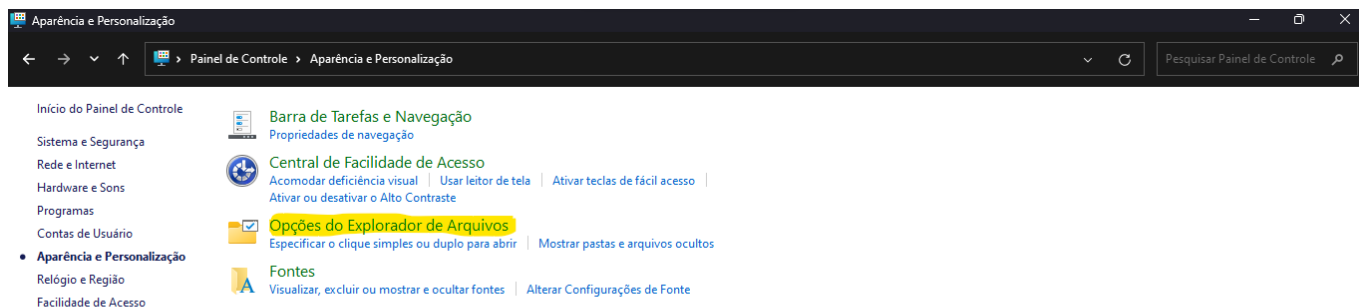 Aparência e Personalização
Painel de Controle › Aparência e Personalização
Pesquisar Painel de Controle
Início do Painel de Controle
Sistema e Segurança
Rede e Internet
Hardware e Sons
Programas
Contas de Usuário
Aparência e Personalização
Relógio e Região
Facilidade de Acesso
Barra de Tarefas e Navegação
Propriedades de navegação
Central de Facilidade de Acesso
Acomodar deficiência visual | Usar leitor de tela | Ativar teclas de fácil acesso |
Ativar ou desativar o Alto Contraste
Opções do Explorador de Arquivos
Especificar o clique simples ou duplo para abrir | Mostrar pastas e arquivos ocultos
Fontes
Visualizar, excluir ou mostrar e ocultar fontes | Alterar Configurações de Fonte